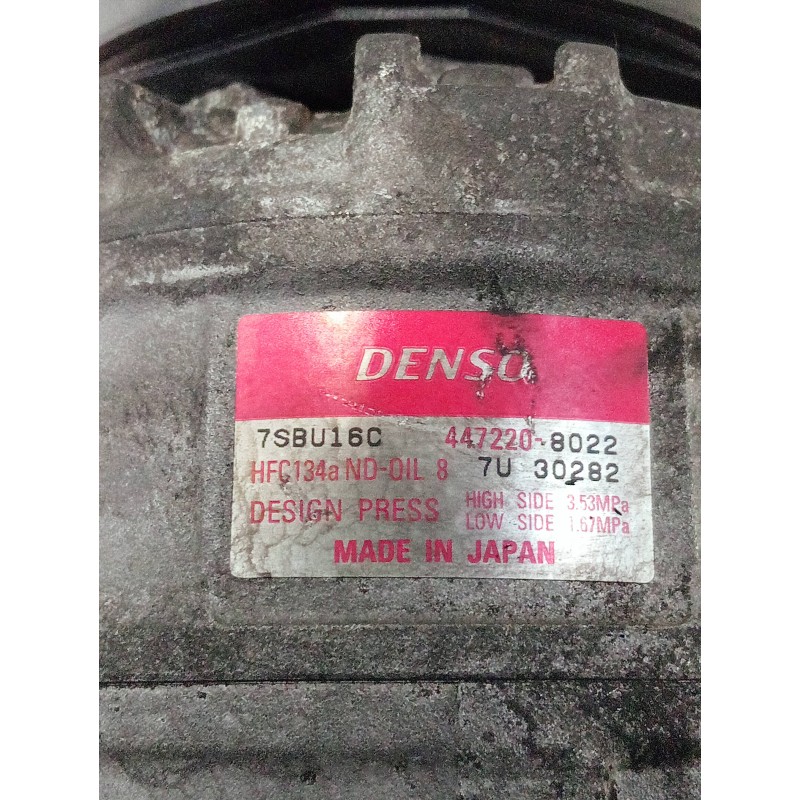 DENSO
7SBU16C 447220-8022
HFC134a ND-OIL 8 7U 30282
DESIGN PRESS HIGH SIDE 3.53MPa
LOW SIDE 1.67MPa
MADE IN JAPAN